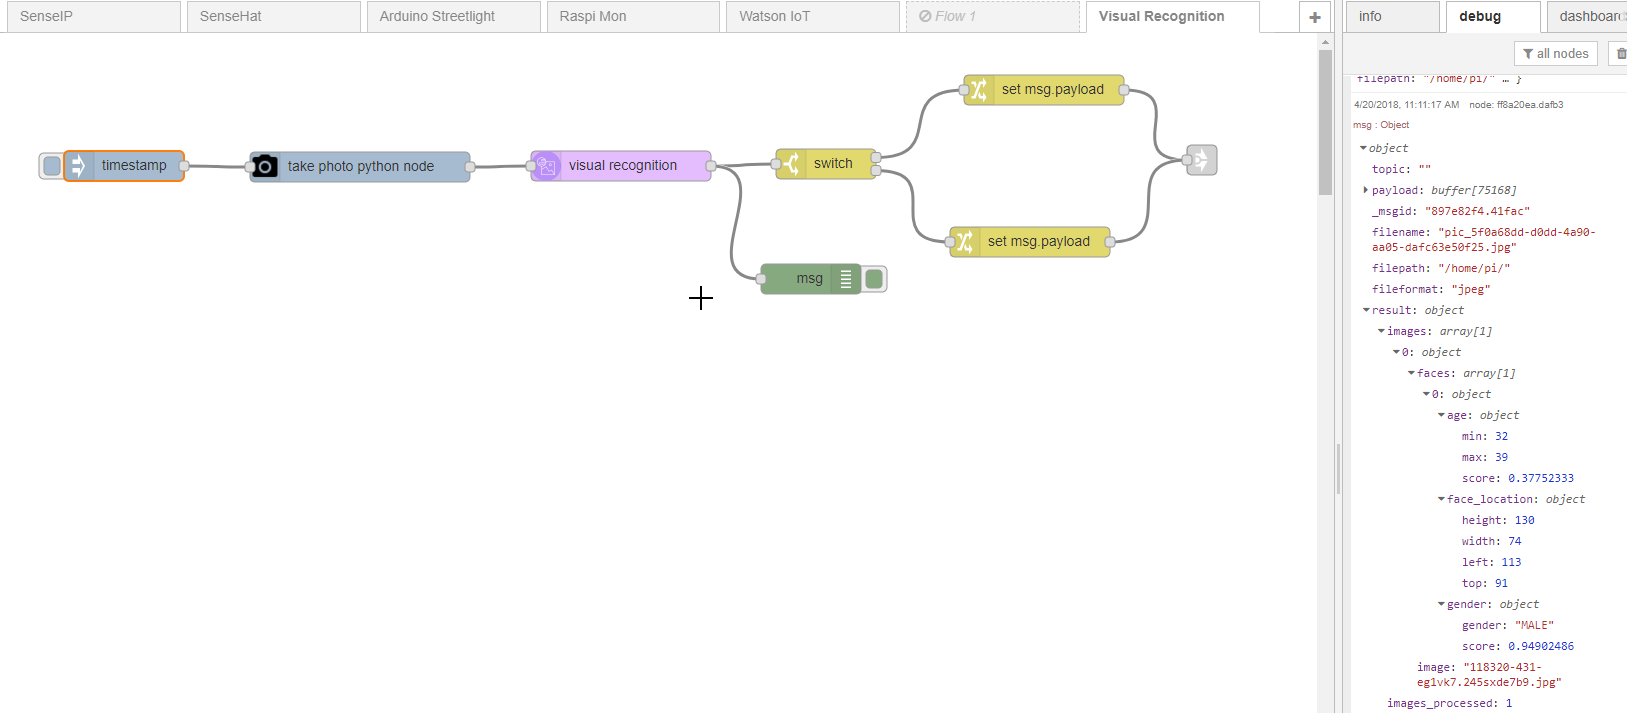 SenseIP
SenseHat
Arduino Streetlight
Raspi Mon
Watson IoT
Flow 1
Visual Recognition
+
info
debug
dashboard
all nodes
timestamp
take photo python node
visual recognition
switch
set msg.payload
set msg.payload
msg
filepath: "/home/pi/" … }
4/20/2018, 11:11:17 AM node: ff8a20ea.dafb3
msg : Object
object
topic: ""
payload: buffer[75168]
_msgid: "897e82f4.41fac"
filename: "pic_5f0a68dd-d0dd-4a90-
aa05-dafc63e50f25.jpg"
filepath: "/home/pi/"
fileformat: "jpeg"
result: object
images: array[1]
0: object
faces: array[1]
0: object
age: object
min: 32
max: 39
score: 0.37752333
face_location: object
height: 130
width: 74
left: 113
top: 91
gender: object
gender: "MALE"
score: 0.94902486
image: "118320-431-
eg1vk7.245sxde7b9.jpg"
images_processed: 1